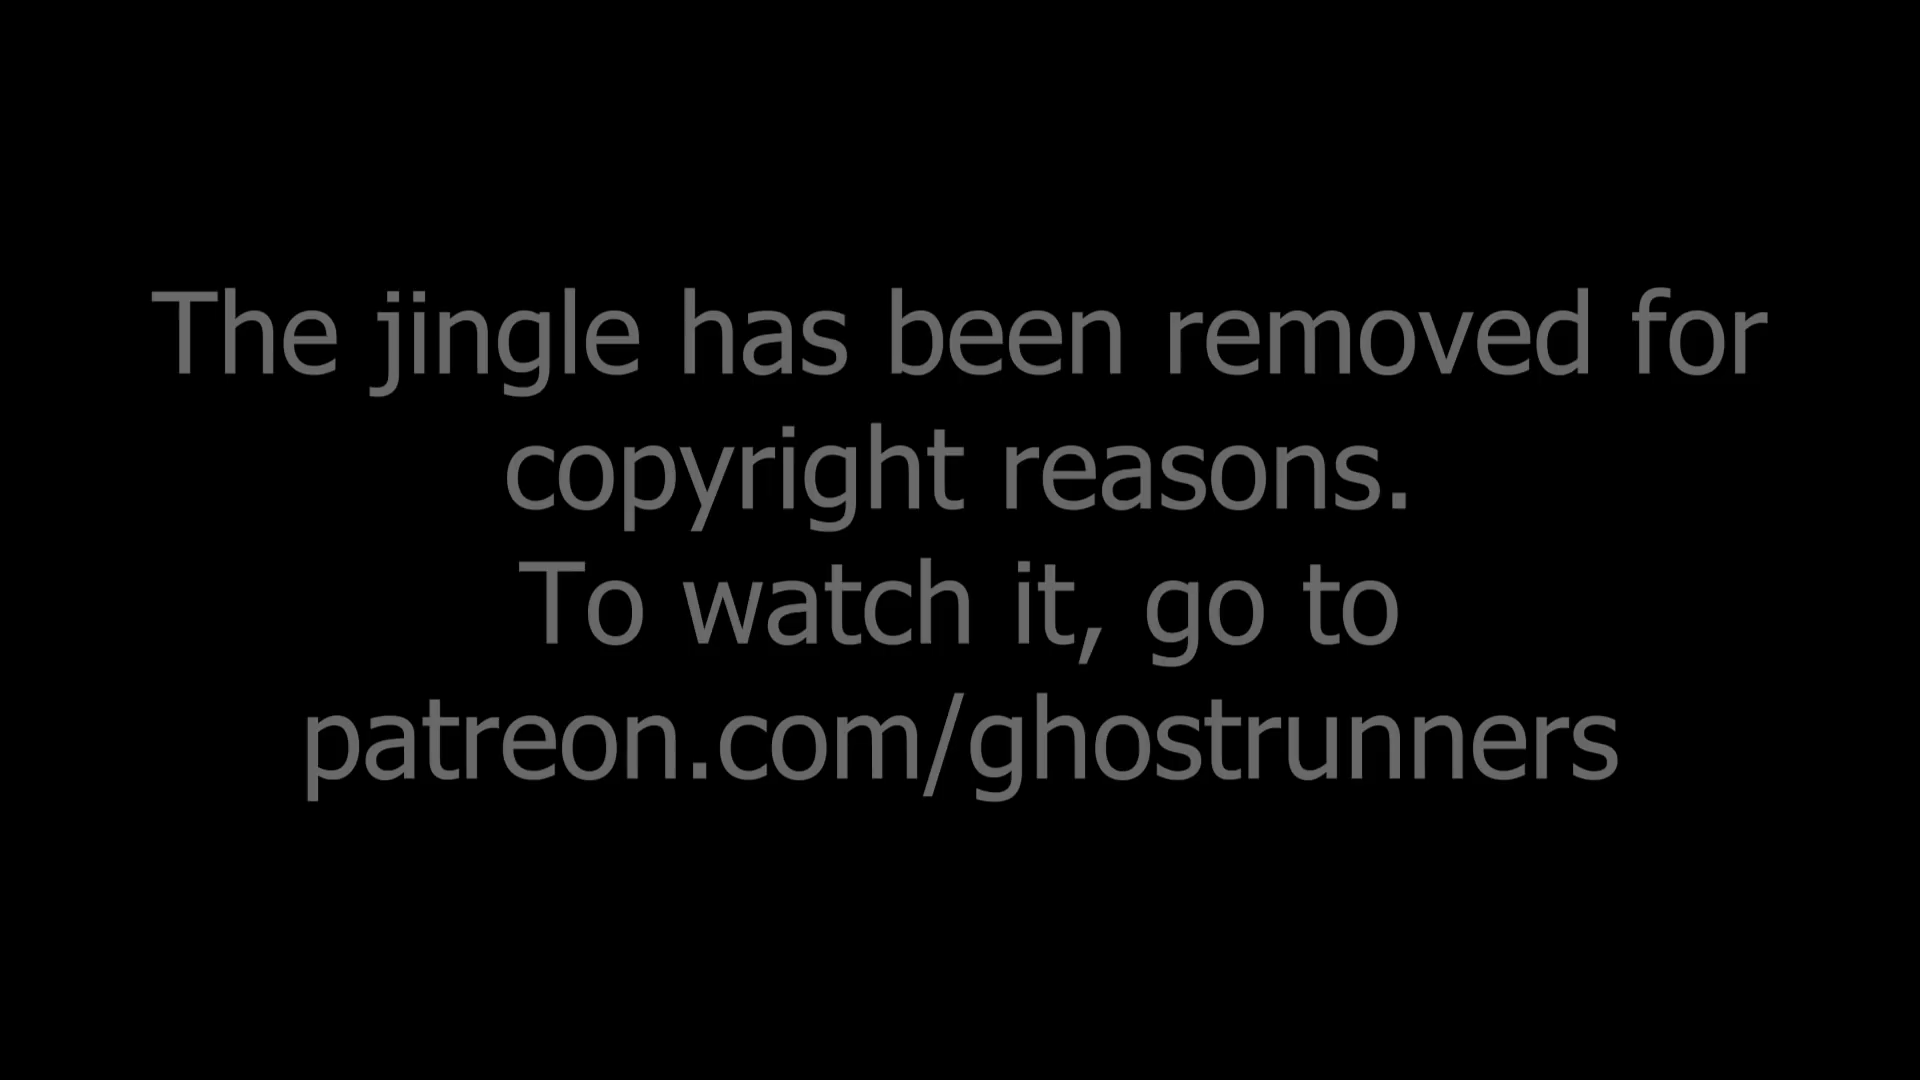 The jingle has been removed for
copyright reasons.
To watch it, go to
patreon.com/ghostrunners